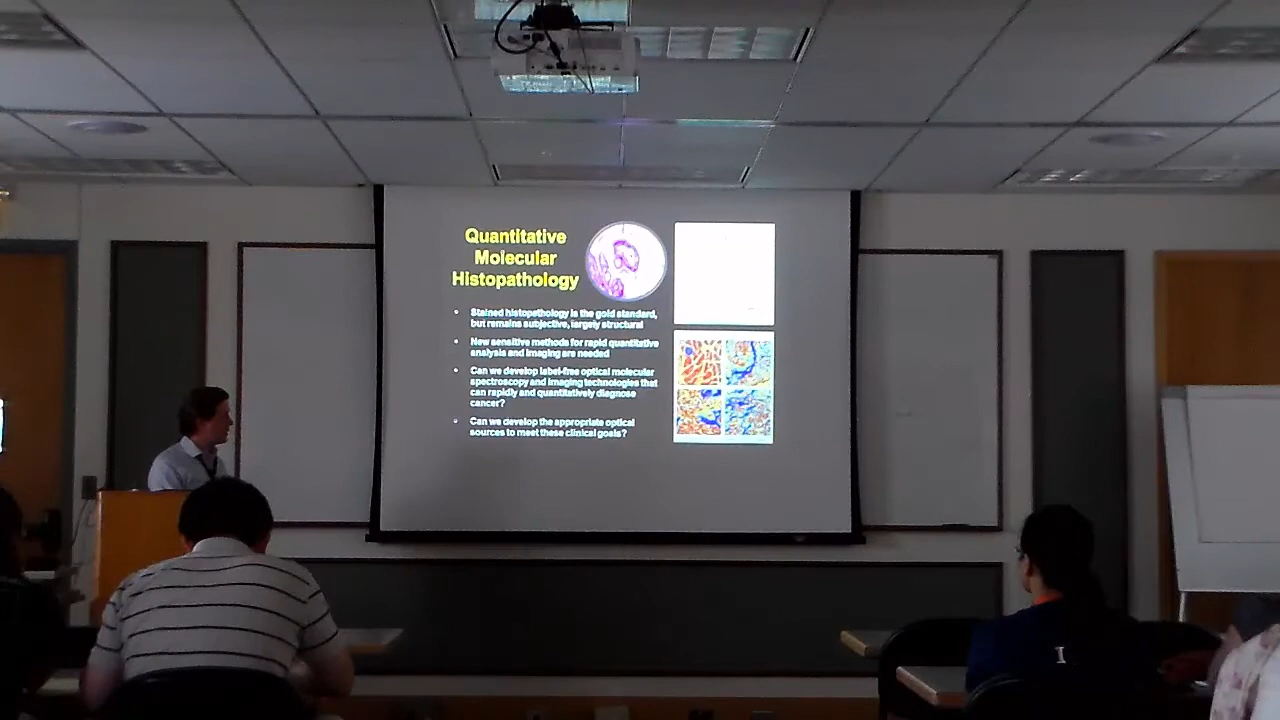 Quantitative
Molecular
Histopathology
• Stained histopathology is the gold standard,
but remains subjective, largely structural
• New sensitive methods for rapid quantitative
analysis and imaging are needed
• Can we develop label-free optical molecular
spectroscopy and imaging technologies that
can rapidly and quantitatively diagnose
cancer?
• Can we develop the appropriate optical
sources to meet these clinical goals?
I